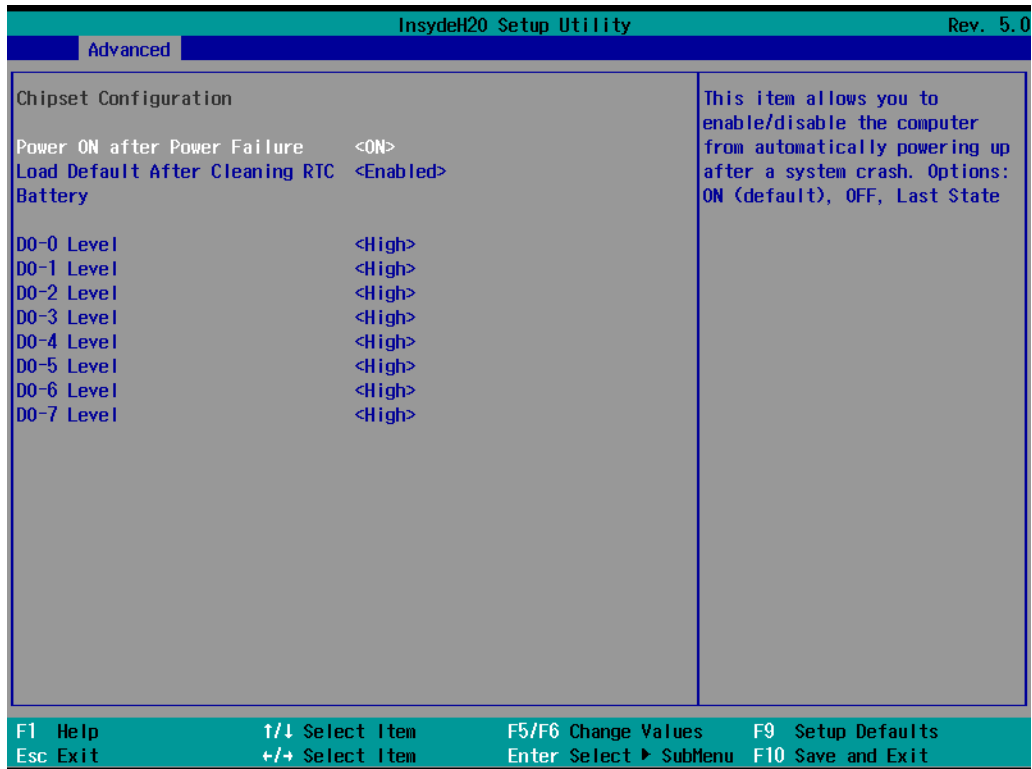 InsydeH20 Setup Utility Rev. 5.0
Advanced
Chipset Configuration
Power ON after Power Failure <ON>
Load Default After Cleaning RTC <Enabled>
Battery
DO-0 Level <High>
DO-1 Level <High>
DO-2 Level <High>
DO-3 Level <High>
DO-4 Level <High>
DO-5 Level <High>
DO-6 Level <High>
DO-7 Level <High>
This item allows you to
enable/disable the computer
from automatically powering up
after a system crash. Options:
ON (default), OFF, Last State
F1 Help ↑/↓ Select Item F5/F6 Change Values F9 Setup Defaults
Esc Exit ←/→ Select Item Enter Select ▶ SubMenu F10 Save and Exit